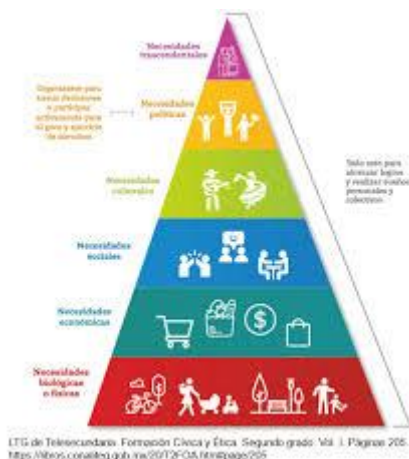 Necesidades
trascendentales
Organizarse para
tomar decisiones
o participar
activamente para
el goce y ejercicio
de derechos
Necesidades
políticas
Necesidades
culturales
Todo esto para
alcanzar logros
y realizar sueños
personales y
colectivos
Necesidades
sociales
Necesidades
económicas
$
Necesidades
biológicas
o físicas
LTG de Telesecundaria. Formación Cívica y Ética. Segundo grado. Vol. I. Páginas 205.
https://libros.conaliteg.gob.mx/20/T2FOA.htm#page/205